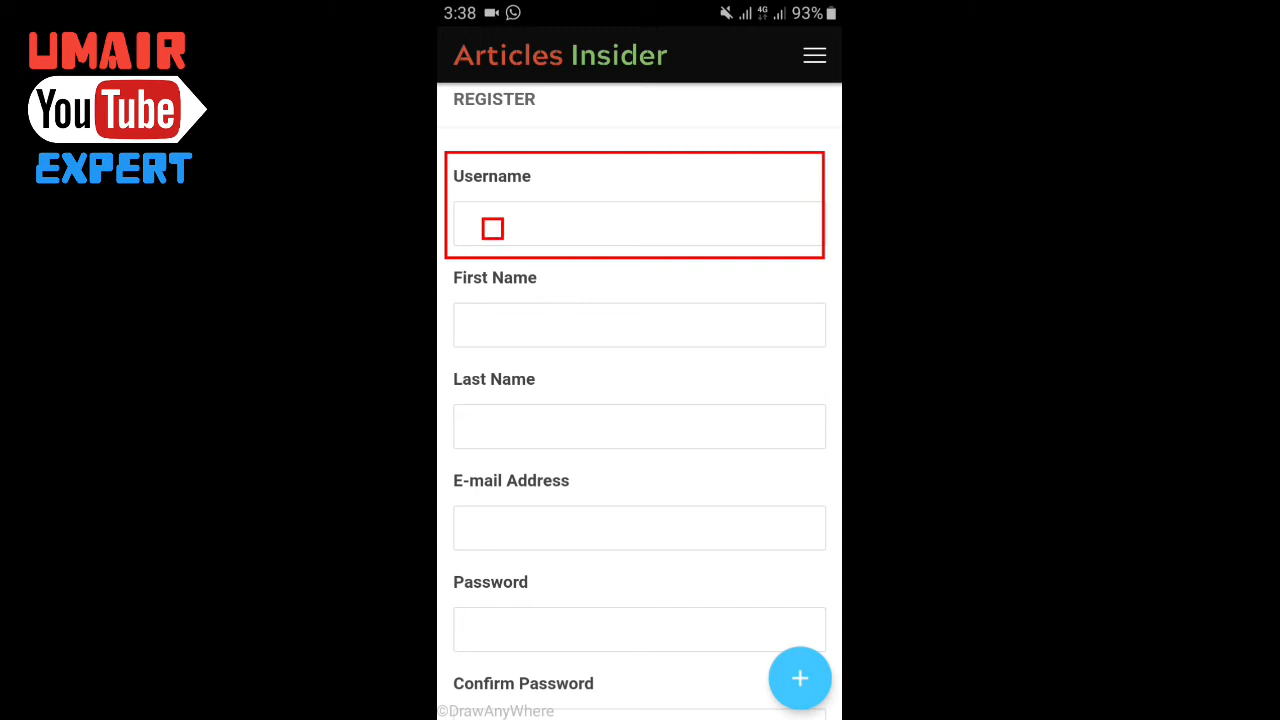 UMAIR
YouTube
EXPERT
3:38
4G
93%
Articles Insider
REGISTER
Username
First Name
Last Name
E-mail Address
Password
Confirm Password
©DrawAnyWhere